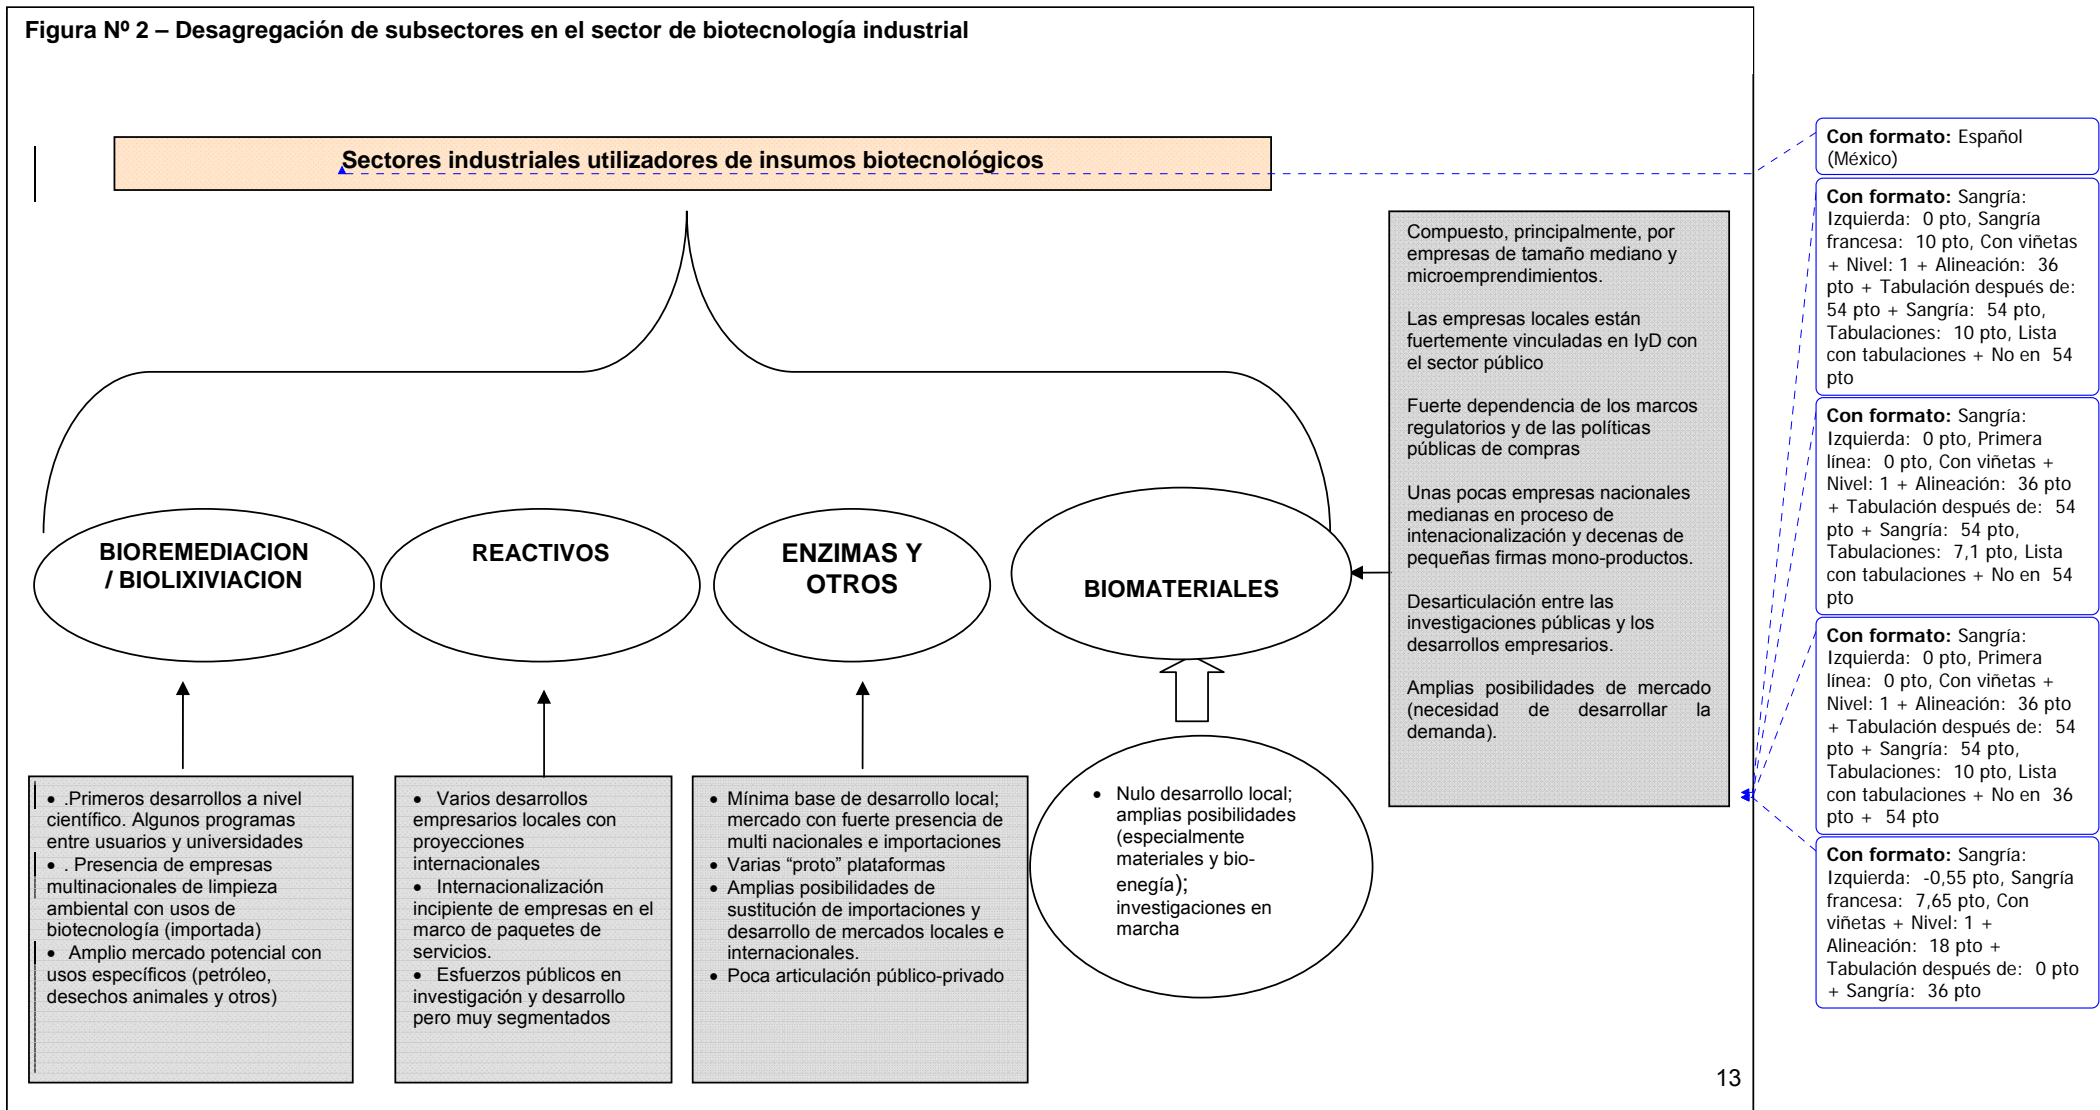 Figura Nº 2 – Desagregación de subsectores en el sector de biotecnología industrial
Sectores industriales utilizadores de insumos biotecnológicos
BIOREMEDIACION
/ BIOLIXIVIACION
REACTIVOS
ENZIMAS Y
OTROS
BIOMATERIALES
Compuesto, principalmente, por
empresas de tamaño mediano y
microemprendimientos.
Las empresas locales están
fuertemente vinculadas en IyD con
el sector público
Fuerte dependencia de los marcos
regulatorios y de las políticas
públicas de compras
Unas pocas empresas nacionales
medianas en proceso de
intenacionalización y decenas de
pequeñas firmas mono-productos.
Desarticulación entre las
investigaciones públicas y los
desarrollos empresarios.
Amplias posibilidades de mercado
(necesidad de desarrollar la
demanda).
• .Primeros desarrollos a nivel
científico. Algunos programas
entre usuarios y universidades
• . Presencia de empresas
multinacionales de limpieza
ambiental con usos de
biotecnología (importada)
• Amplio mercado potencial con
usos específicos (petróleo,
desechos animales y otros)
• Varios desarrollos
empresarios locales con
proyecciones
internacionales
• Internacionalización
incipiente de empresas en el
marco de paquetes de
servicios.
• Esfuerzos públicos en
investigación y desarrollo
pero muy segmentados
• Mínima base de desarrollo local;
mercado con fuerte presencia de
multi nacionales e importaciones
• Varias “proto” plataformas
• Amplias posibilidades de
sustitución de importaciones y
desarrollo de mercados locales e
internacionales.
• Poca articulación público-privado
• Nulo desarrollo local;
amplias posibilidades
(especialmente
materiales y bio-
enegía);
investigaciones en
marcha
13
Con formato: Español
(México)
Con formato: Sangría:
Izquierda: 0 pto, Sangría
francesa: 10 pto, Con viñetas
+ Nivel: 1 + Alineación: 36
pto + Tabulación después de:
54 pto + Sangría: 54 pto,
Tabulaciones: 10 pto, Lista
con tabulaciones + No en 54
pto
Con formato: Sangría:
Izquierda: 0 pto, Primera
línea: 0 pto, Con viñetas +
Nivel: 1 + Alineación: 36 pto
+ Tabulación después de: 54
pto + Sangría: 54 pto,
Tabulaciones: 7,1 pto, Lista
con tabulaciones + No en 54
pto
Con formato: Sangría:
Izquierda: 0 pto, Primera
línea: 0 pto, Con viñetas +
Nivel: 1 + Alineación: 36 pto
+ Tabulación después de: 54
pto + Sangría: 54 pto,
Tabulaciones: 10 pto, Lista
con tabulaciones + No en 36
pto + 54 pto
Con formato: Sangría:
Izquierda: -0,55 pto, Sangría
francesa: 7,65 pto, Con
viñetas + Nivel: 1 +
Alineación: 18 pto +
Tabulación después de: 0 pto
+ Sangría: 36 pto